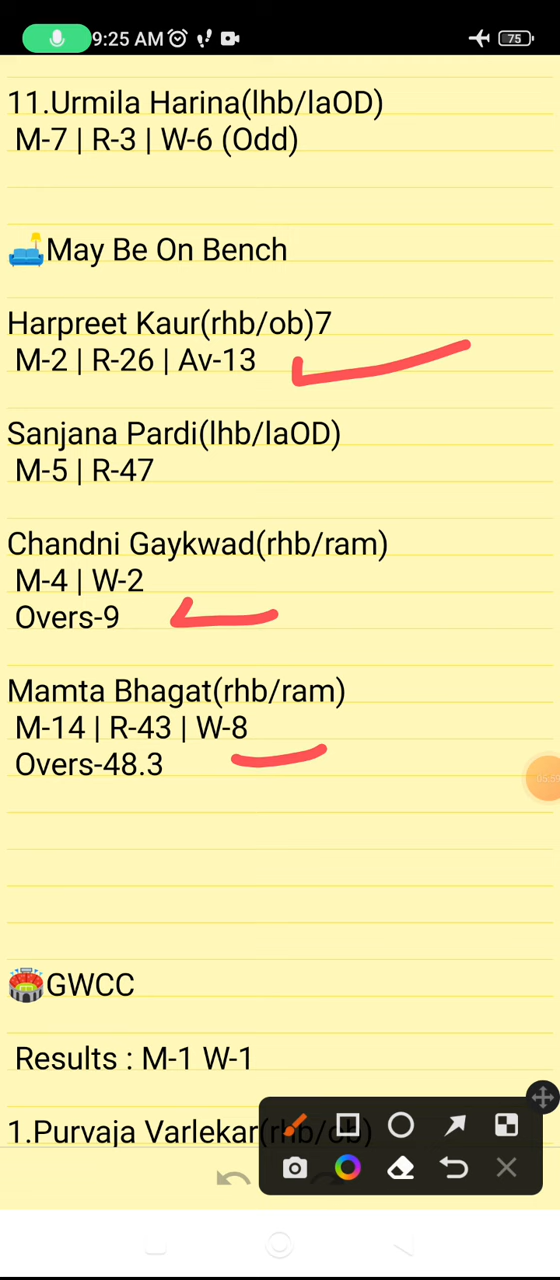 9:25 AM 75
11.Urmila Harina(lhb/laOD)
M-7 | R-3 | W-6 (Odd)
🛋️May Be On Bench
Harpreet Kaur(rhb/ob)7
M-2 | R-26 | Av-13
Sanjana Pardi(lhb/laOD)
M-5 | R-47
Chandni Gaykwad(rhb/ram)
M-4 | W-2
Overs-9
Mamta Bhagat(rhb/ram)
M-14 | R-43 | W-8
Overs-48.3
🏟️GWCC
Results : M-1 W-1
1.Purvaja Varlekar(rhb/ob)